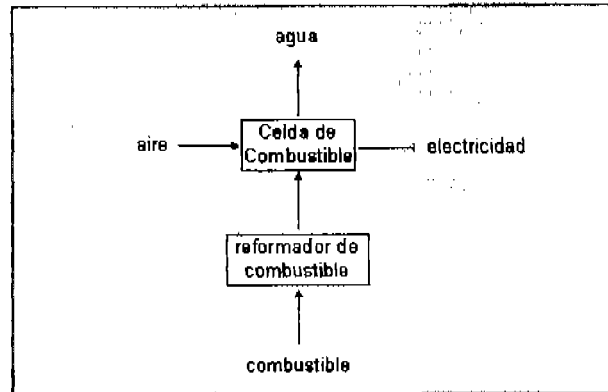 agua
aire
Celda de
Combustible
electricidad
reformador de
combustible
combustible